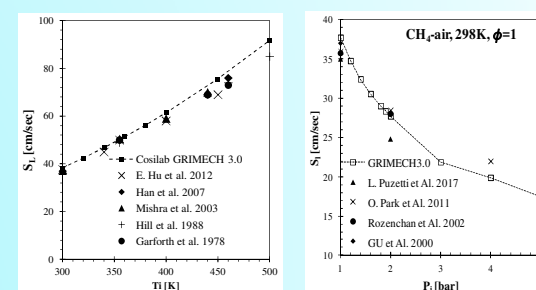 100
80
60
40
20
0
S_L [cm/sec]
Cosilab GRIMECH 3.0
E. Hu et al. 2012
Han et al. 2007
Mishra et al. 2003
Hill et al. 1988
Garforth et al. 1978
300 350 400 450 500
Ti [K]
CH₄-air, 298K, ϕ=1
40
35
30
25
20
15
10
S_l [cm/sec]
GRIMECH3.0
L. Puzetti et Al. 2017
O. Park et Al. 2011
Rozenchan et Al. 2002
GU et Al. 2000
1 2 3 4
P_i [bar]